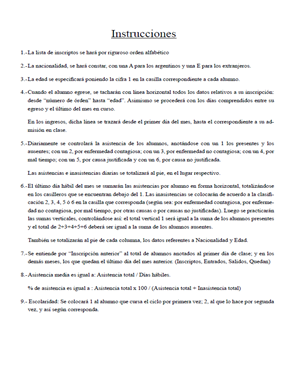 Instrucciones
1.-La lista de inscriptos se hará por riguroso orden alfabético
2.-La nacionalidad, se hará constar, con una A para los argentinos y una E para los extranjeros.
3.-La edad se especificará poniendo la cifra 1 en la casilla correspondiente a cada alumno.
4.-Cuando el alumno egrese, se tacharán con línea horizontal todos los datos relativos a su inscripción:
desde "número de órden" hasta "edad". Asimismo se procederá con los días comprendidos entre su
egreso y el último del mes en curso.
En los ingresos, dicha línea se trazará desde el primer día del mes, hasta el correspondiente a su ad-
misión en clase.
5.-Diariamente se controlará la asistencia de los alumnos, anotándose con un 1 los presentes y los
ausentes; con un 2, por enfermedad contagiosa; con un 3, por enfermedad no contagiosa; con un 4, por
mal tiempo; con un 5, por causa justificada y con un 6, por causa no justificada.
Las asistencias e inasistencias diarias se totalizará al pie, en el lugar respectivo.
6.-El último día hábil del mes se sumarán las asistencias por alumno en forma horizontal, totalizándose
en los casilleros que se encuentran debajo del 1. Las inasistencias se colocarán de acuerdo a la clasifi-
cación 2, 3, 4, 5 ó 6 en la casilla que corresponda (según sea: por enfermedad contagiosa, por enferme-
dad no contagiosa, por mal tiempo, por otras causas o por causas no justificadas). Luego se practicarán
las sumas verticales, considerándose así: el total vertical 1 será igual a la suma de los alumnos presentes
y el total de 2+3+4+5+6 deberá ser igual a la suma de los alumnos ausentes.
También se totalizarán al pie de cada columna, los datos referentes a Nacionalidad y Edad.
7.-Se entiende por "Inscripción anterior" al total de alumnos anotados al primer día de clase; y en los
demás meses, los que quedan el último día del mes anterior. (Inscriptos, Entrados, Salidos, Quedan)
8.- Asistencia media es igual a: Asistencia total / Días hábiles.
% de asistencia es igual a : Asistencia total x 100 / (Asistencia total + Inasistencia total)
9.- Escolaridad: Se colocará 1 al alumno que cursa el ciclo por primera vez; 2, al que lo hace por segunda
vez, y así según corresponda.